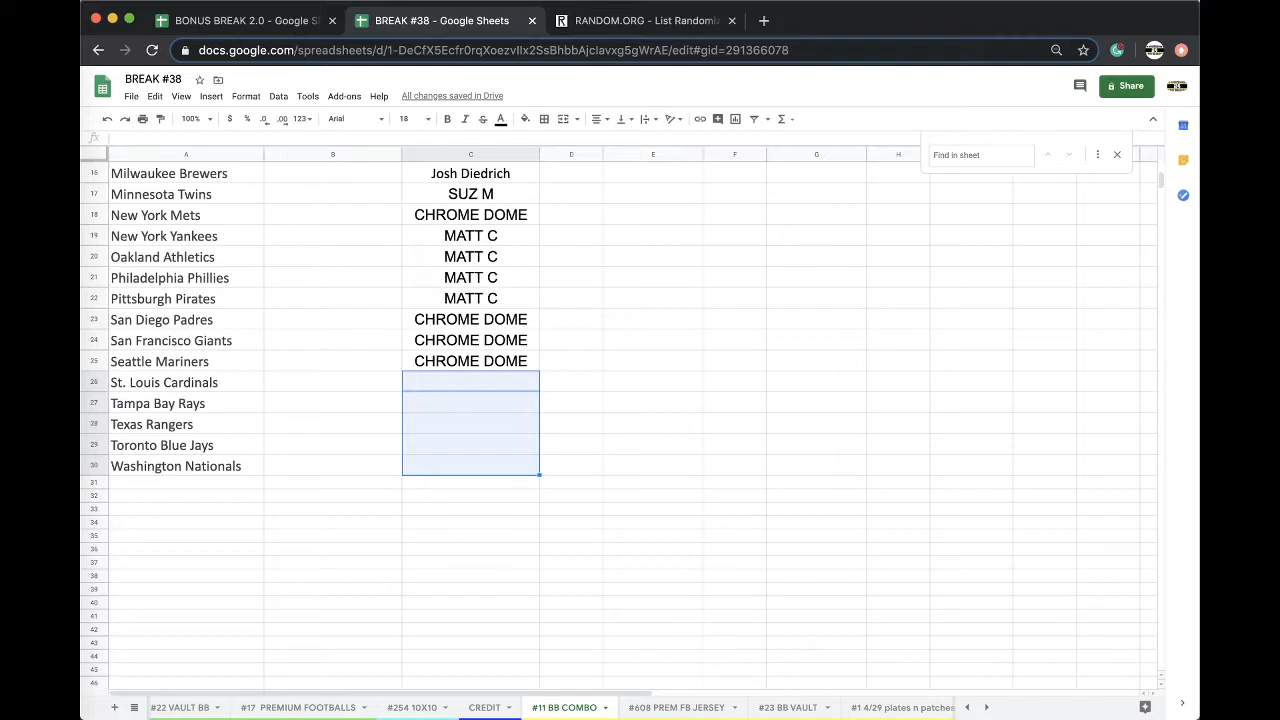 BONUS BREAK 2.0 - Google Sh
BREAK #38 - Google Sheets
RANDOM.ORG - List Randomiz
docs.google.com/spreadsheets/d/1-DeCfX5Ecfr0rqXoezvIlx2SsBhbbAjcIavxg5gWrAE/edit#gid=291366078
BREAK #38
File Edit View Insert Format Data Tools Add-ons Help All changes saved in Drive
Share
100% $ % .0 .00 123 Arial 18 B I S A
fx
Find in sheet
A B C D E F G H
16 Milwaukee Brewers Josh Diedrich
17 Minnesota Twins SUZ M
18 New York Mets CHROME DOME
19 New York Yankees MATT C
20 Oakland Athletics MATT C
21 Philadelphia Phillies MATT C
22 Pittsburgh Pirates MATT C
23 San Diego Padres CHROME DOME
24 San Francisco Giants CHROME DOME
25 Seattle Mariners CHROME DOME
26 St. Louis Cardinals
27 Tampa Bay Rays
28 Texas Rangers
29 Toronto Blue Jays
30 Washington Nationals
31
32
33
34
35
36
37
38
39
40
41
42
43
44
45
46
#22 VAULT BB #17 PREMIUM FOOTBALLS #254 10X10 CREDIT #11 BB COMBO #608 PREM FB JERSEY #23 BB VAULT #1 4/29 plates n patches